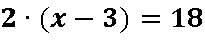 2 · (x − 3) = 18